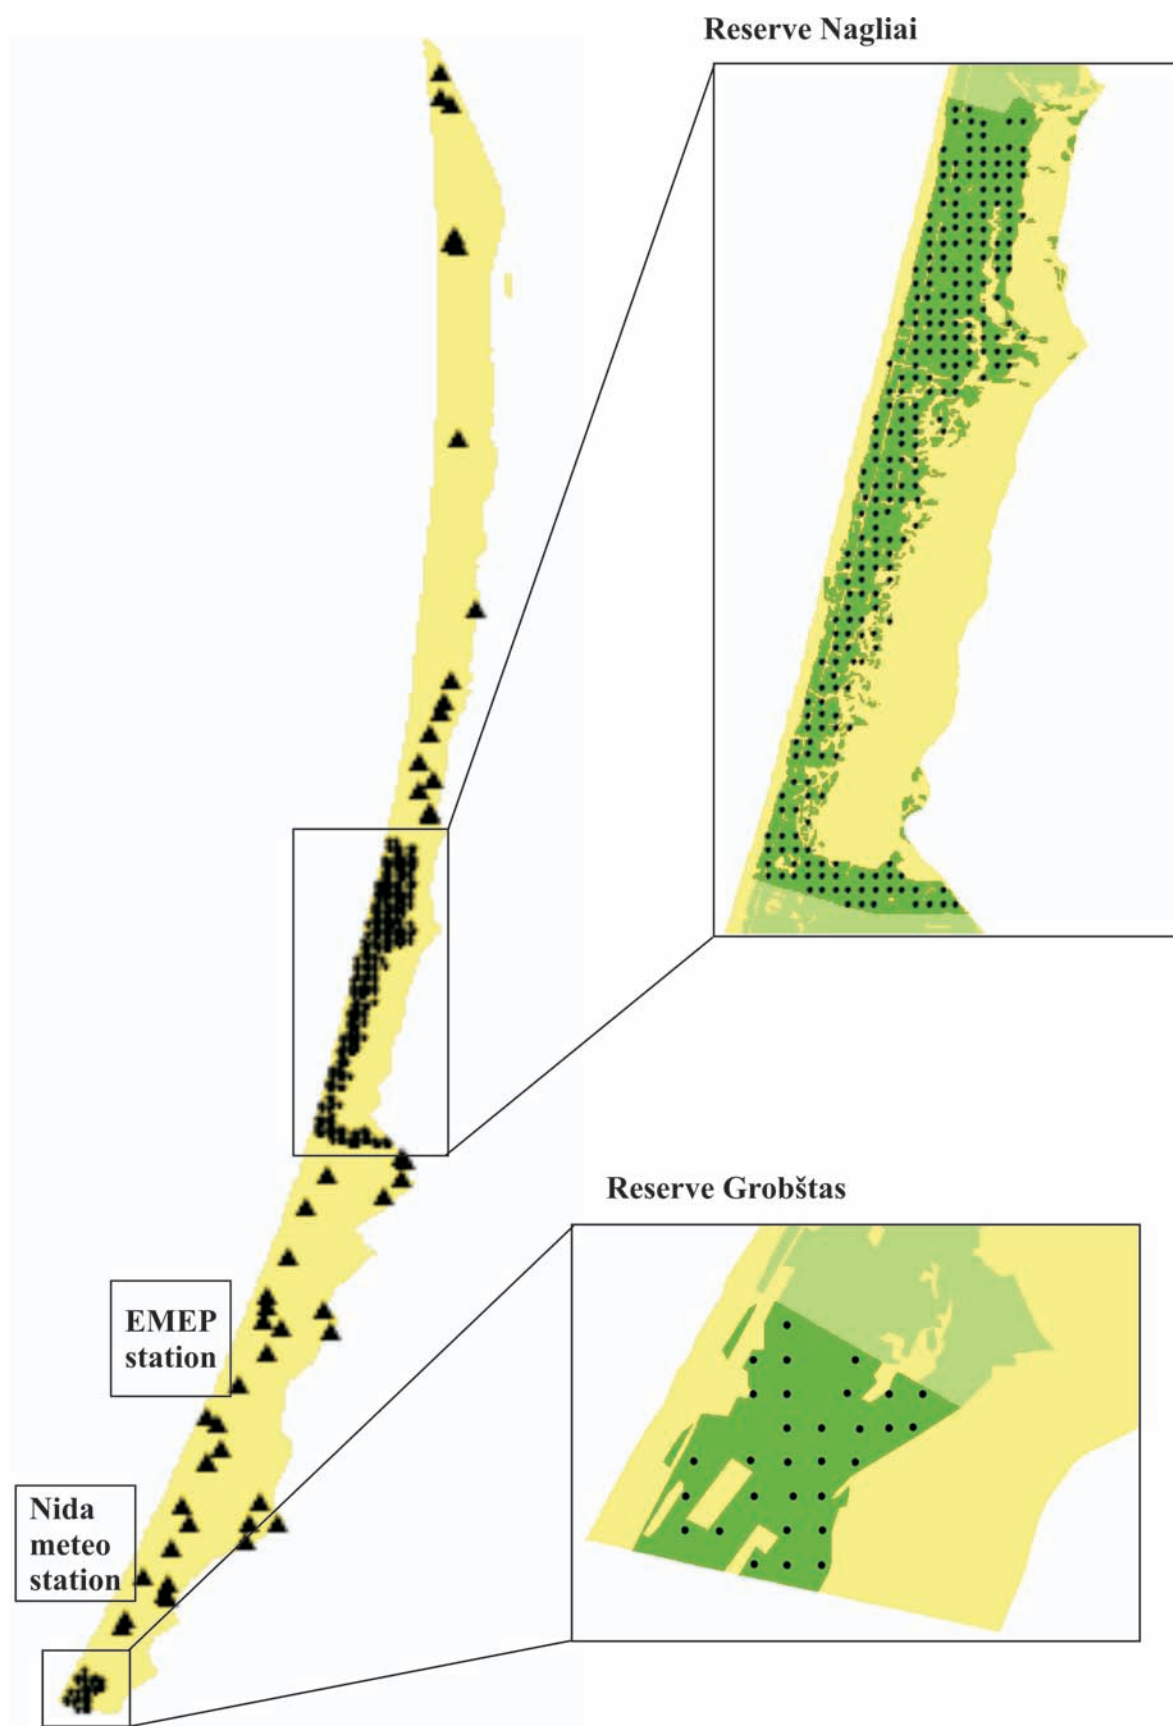 Reserve Nagliai
Reserve Grobštas
EMEP
station
Nida
meteo
station